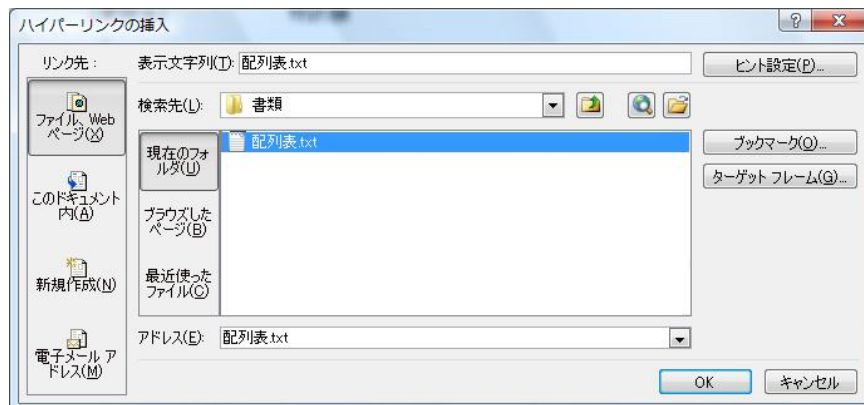 ハイパーリンクの挿入
リンク先:
表示文字列(T): 配列表.txt
ヒント設定(P)...
ファイル、Web
ページ(X)
検索先(L): 書類
現在のフォ
ルダ(U)
配列表.txt
ブックマーク(O)...
ターゲット フレーム(G)...
このドキュメント
内(A)
ブラウズした
ページ(B)
新規作成(N)
最近使った
ファイル(C)
アドレス(E): 配列表.txt
電子メール ア
ドレス(M)
OK
キャンセル